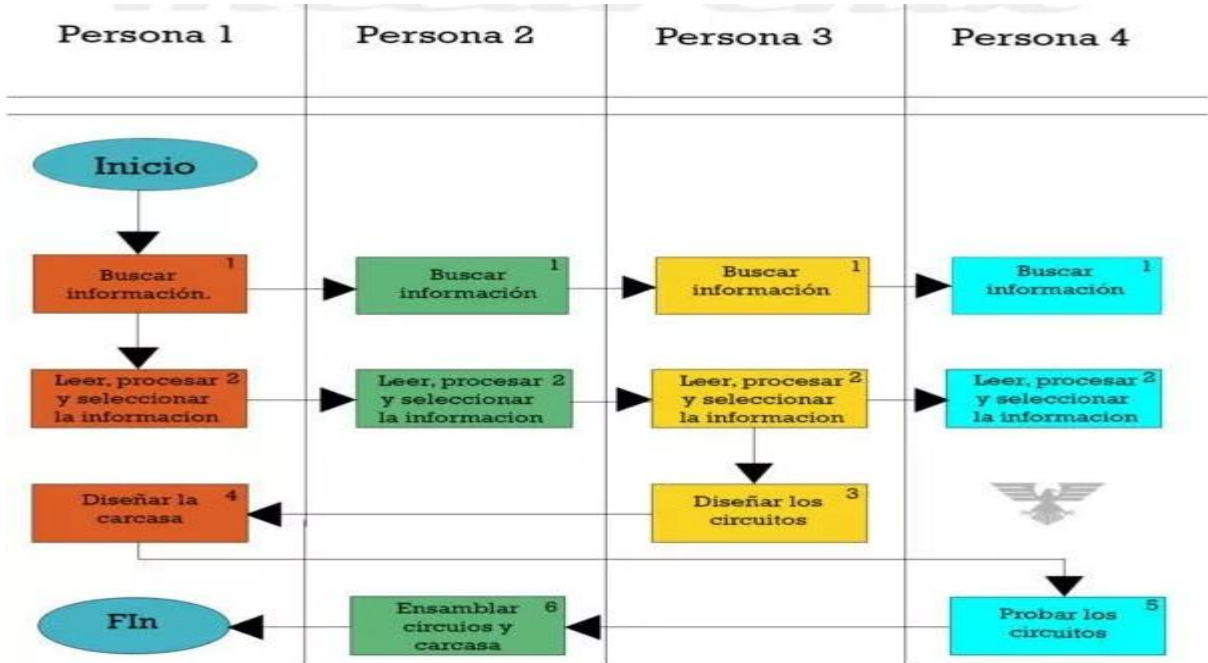 Persona 1
Persona 2
Persona 3
Persona 4
Inicio
1
Buscar
información.
1
Buscar
información
1
Buscar
información
1
Buscar
información
Leer, procesar 2
y seleccionar
la informacion
Leer, procesar 2
y seleccionar
la informacion
Leer, procesar 2
y seleccionar
la informacion
Leer, procesar 2
y seleccionar
la informacion
Diseñar la 4
carcasa
Diseñar los 3
circuitos
FIn
Ensamblar 6
circuios y
carcasa
Probar los 5
circuitos